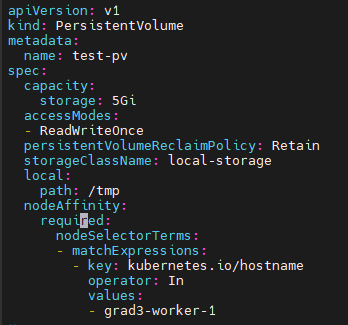 apiVersion: v1
kind: PersistentVolume
metadata:
  name: test-pv
spec:
  capacity:
    storage: 5Gi
  accessModes:
  - ReadWriteOnce
  persistentVolumeReclaimPolicy: Retain
  storageClassName: local-storage
  local:
    path: /tmp
  nodeAffinity:
    required:
      nodeSelectorTerms:
      - matchExpressions:
        - key: kubernetes.io/hostname
          operator: In
          values:
          - grad3-worker-1